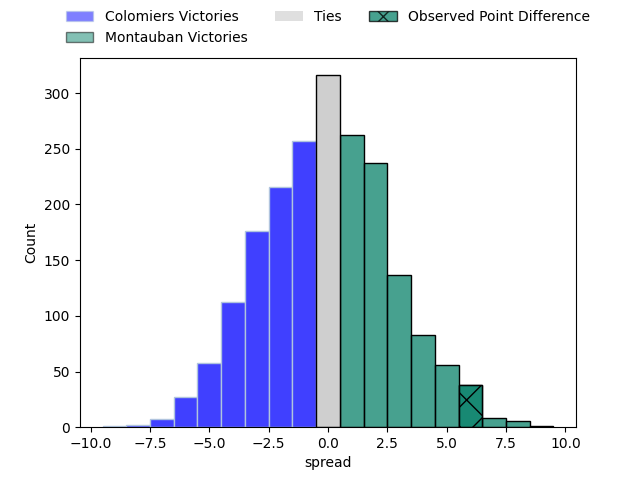 Colomiers Victories
Ties
Observed Point Difference
Montauban Victories
300
250
200
150
100
50
0
Count
−10.0
−7.5
−5.0
−2.5
0.0
2.5
5.0
7.5
10.0
spread